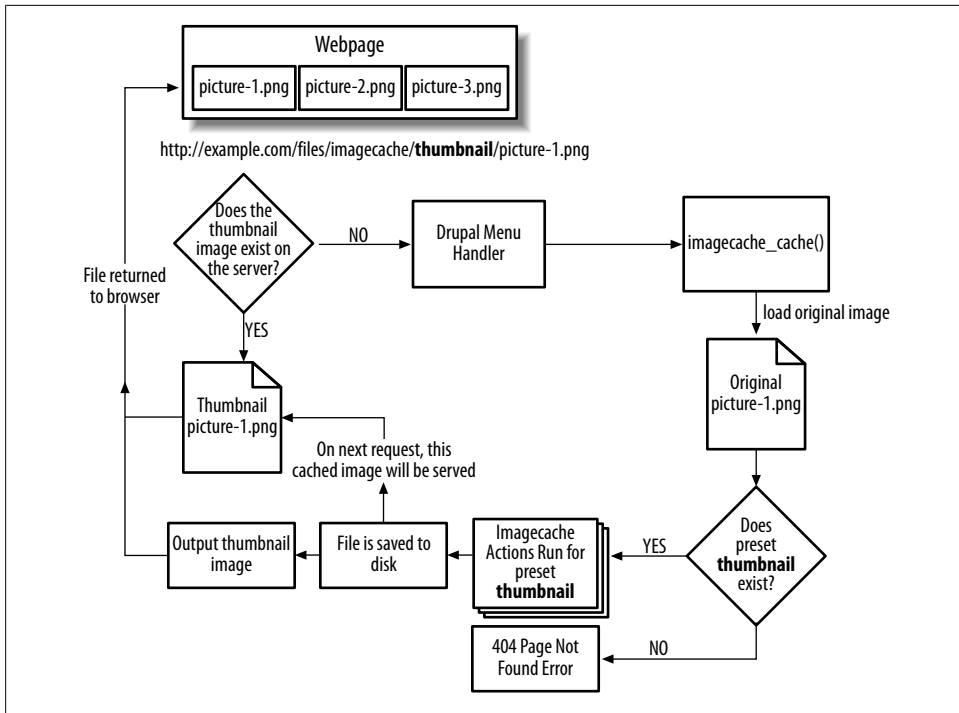 Webpage
picture-1.png
picture-2.png
picture-3.png
http://example.com/files/imagecache/thumbnail/picture-1.png
Does the
thumbnail
image exist on
the server?
NO
Drupal Menu
Handler
imagecache_cache()
File returned
to browser
YES
load original image
Thumbnail
picture-1.png
Original
picture-1.png
On next request, this
cached image will be served
Output thumbnail
image
File is saved to
disk
Imagecache
Actions Run for
preset
thumbnail
YES
Does
preset
thumbnail
exist?
404 Page Not
Found Error
NO